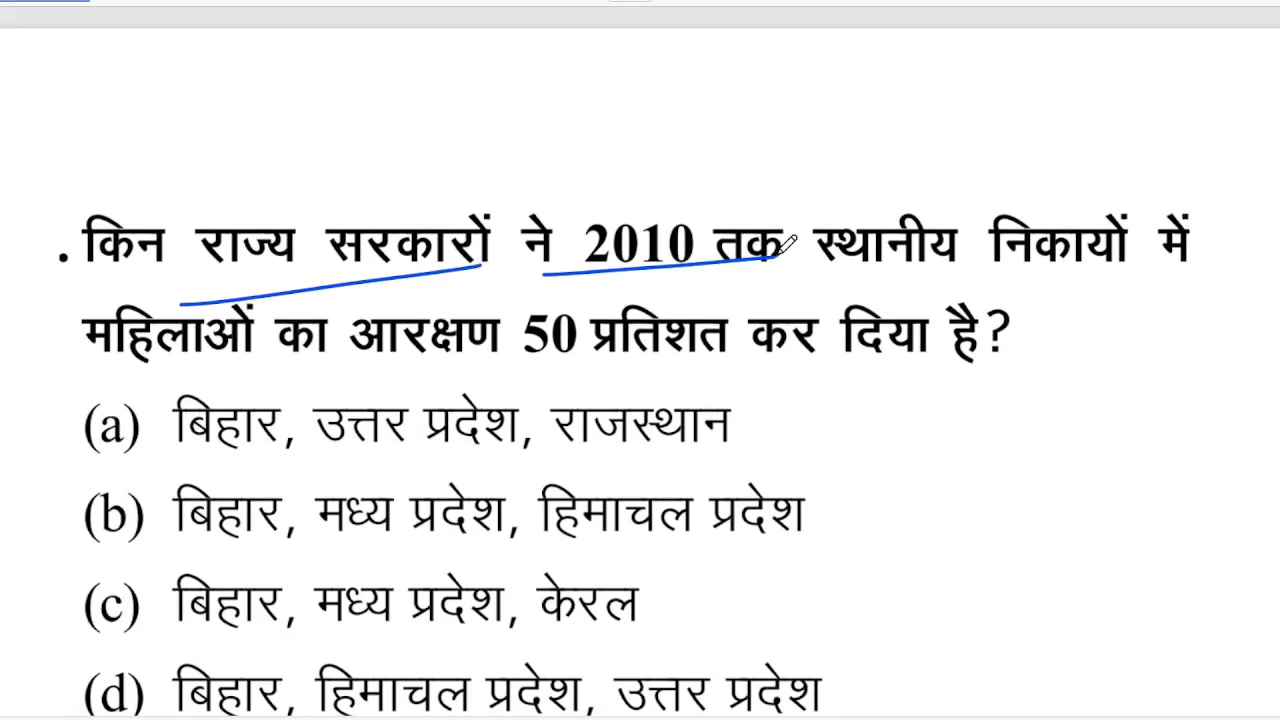 . किन राज्य सरकारों ने 2010 तक स्थानीय निकायों में
महिलाओं का आरक्षण 50 प्रतिशत कर दिया है?
(a) बिहार, उत्तर प्रदेश, राजस्थान
(b) बिहार, मध्य प्रदेश, हिमाचल प्रदेश
(c) बिहार, मध्य प्रदेश, केरल
(d) बिहार, हिमाचल प्रदेश, उत्तर प्रदेश